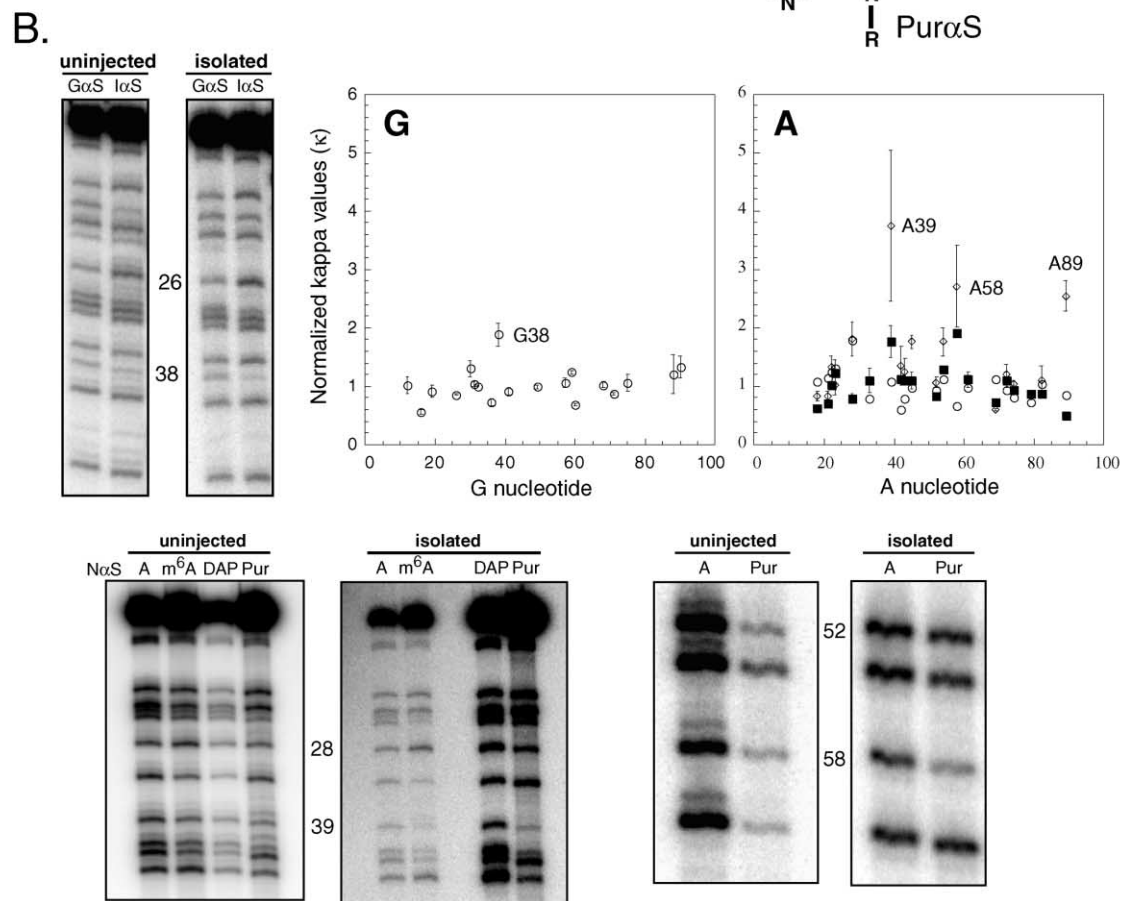 N
R
PurαS
B.
uninjected
isolated
GαS IαS
GαS IαS
26
38
Normalized kappa values (κ)
6
5
4
3
2
1
0
G
G38
0 20 40 60 80 100
G nucleotide
6
5
4
3
2
1
0
A
A39
A58
A89
0 20 40 60 80 100
A nucleotide
uninjected
isolated
NαS A m⁶A DAP Pur
A m⁶A DAP Pur
28
39
uninjected
isolated
A Pur
A Pur
52
58